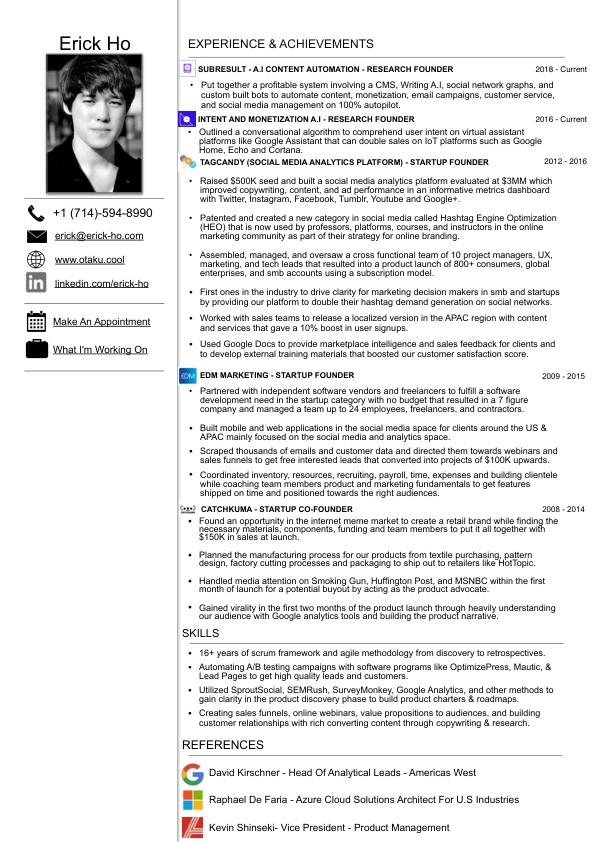 Erick Ho
+1 (714)-594-8990
erick@erick-ho.com
www.otaku.cool
in
linkedin.com/erick-ho
Make An Appointment
What I'm Working On
EXPERIENCE & ACHIEVEMENTS
SUBRESULT - A.I CONTENT AUTOMATION - RESEARCH FOUNDER 2018 - Current
• Put together a profitable system involving a CMS, Writing A.I, social network graphs, and
custom built bots to automate content, monetization, email campaigns, customer service,
and social media management on 100% autopilot.
INTENT AND MONETIZATION A.I - RESEARCH FOUNDER 2016 - Current
• Outlined a conversational algorithm to comprehend user intent on virtual assistant
platforms like Google Assistant that can double sales on IoT platforms such as Google
Home, Echo and Cortana.
TAGCANDY (SOCIAL MEDIA ANALYTICS PLATFORM) - STARTUP FOUNDER 2012 - 2016
• Raised $500K seed and built a social analytics platform evaluated at $3MM which
improved copywriting, content, and ad performance in an informative metrics dashboard
with Twitter, Instagram, Facebook, Tumblr, Youtube and Google+.
• Patented and created a new category in social media called Hashtag Engine Optimization
(HEO) that is now used by professors, platforms, courses, and instructors in the online
marketing community as part of their strategy for online branding.
• Assembled, managed, and oversaw a cross functional team of 10 project managers, UX,
marketing, and tech leads that resulted into a product launch of 800+ consumers, global
enterprises, and smb accounts using a subscription model.
• First ones in the industry to drive clarity for marketing decision makers in smb and startups
by providing our platform to double their hashtag demand generation on social networks.
• Worked with sales teams to release a localized version in the APAC region with content
and services that gave a 10% boost in user signups.
• Used Google Docs to provide marketplace intelligence and sales feedback for clients and
to develop external training materials that boosted our customer satisfaction score.
EDM
EDM MARKETING - STARTUP FOUNDER 2009 - 2015
• Partnered with independent software vendors and freelancers to fulfill a software
development need in the startup category with no budget that resulted in a 7 figure
company and managed a team up to 24 employees, freelancers, and contractors.
• Built mobile and web applications in the social media space for clients around the US &
APAC mainly focused on the social media and analytics space.
• Scraped thousands of emails and customer data and directed them towards webinars and
sales funnels to get free interested leads that converted into projects of $100K upwards.
• Coordinated inventory, resources, recruiting, payroll, time, expenses and building clientele
while coaching team members product and marketing fundamentals to get features
shipped on time and positioned towards the right audiences.
CATCHKUMA - STARTUP CO-FOUNDER 2008 - 2014
• Found an opportunity in the internet meme market to create a retail brand while finding the
necessary materials, components, funding and team members to put it all together with
$150K in sales at launch.
• Planned the manufacturing process for our products from textile purchasing, pattern
design, factory cutting processes and packaging to ship out to retailers like HotTopic.
• Handled media attention on Smoking Gun, Huffington Post, and MSNBC within the first
month of launch for a potential buyout by acting as the product advocate.
• Gained virality in the first two months of the product launch through heavily understanding
our audience with Google analytics tools and building the product narrative.
SKILLS
• 16+ years of scrum framework and agile methodology from discovery to retrospectives.
• Automating A/B testing campaigns with software programs like OptimizePress, Mautic, &
Lead Pages to get high quality leads and customers.
• Utilized SproutSocial, SEMRush, SurveyMonkey, Google Analytics, and other methods to
gain clarity in the product discovery phase to build product charters & roadmaps.
• Creating sales funnels, online webinars, value propositions to audiences, and building
customer relationships with rich converting content through copywriting & research.
REFERENCES
David Kirschner - Head Of Analytical Leads - Americas West
Raphael De Faria - Azure Cloud Solutions Architect For U.S Industries
Kevin Shinseki- Vice President - Product Management